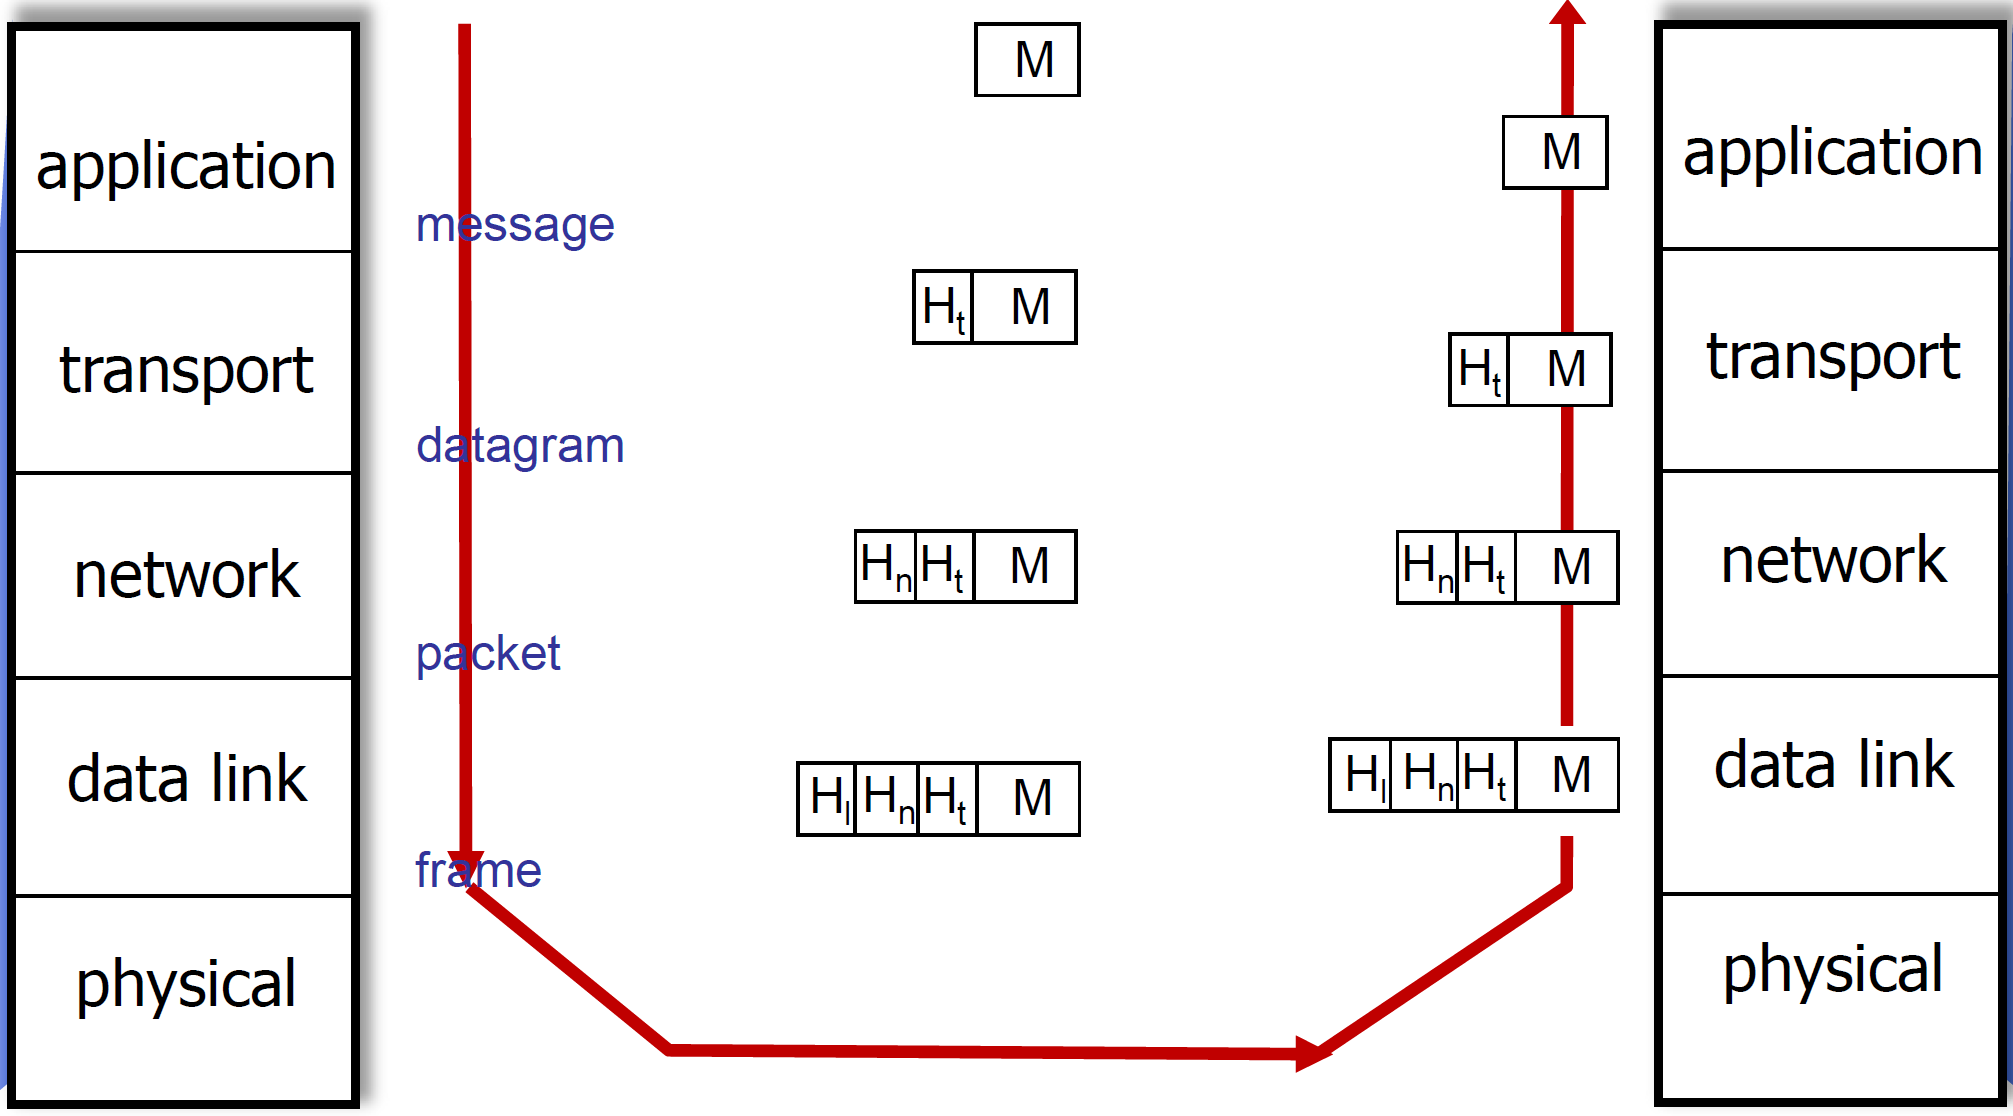 application
transport
network
data link
physical
message
datagram
packet
frame
M
H_t M
H_n H_t M
H_l H_n H_t M
M
H_t M
H_n H_t M
H_l H_n H_t M
application
transport
network
data link
physical